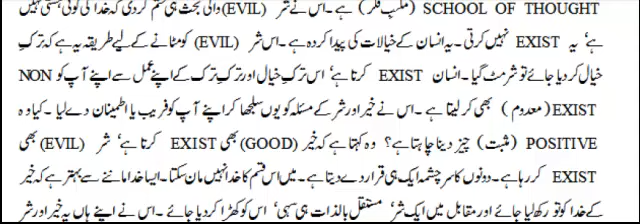 SCHOOL OF THOUGHT (مکتبِ فکر) ہے۔ اس نے شر (EVIL) والی بحث ہی ختم کر دی کہ خدا کی کوئی ہستی نہیں
ہے‘ یہ EXIST نہیں کرتی۔ یہ انسان کے خیالات کی پیدا کردہ ہے۔ اس شر (EVIL) کو مٹانے کے لیے طریقہ یہ ہے کہ ترکِ
خیال کر دیا جائے تو شر مٹ گیا۔ انسان EXIST کرتا ہے‘ اس ترکِ خیال اور ترکِ ترک کے اپنے عمل سے اپنے آپ کو NON
EXIST (معدوم) بھی کر لیتا ہے۔ اس نے خیر اور شر کے مسئلہ کو یوں سلجھا کر اپنے آپ کو فریب یا اطمینان دے لیا۔ کیا وہ
POSITIVE (مثبت) چیز دینا چاہتا ہے؟ وہ کہتا ہے کہ خیر (GOOD) بھی EXIST کرتا ہے‘ شر (EVIL) بھی
EXIST کر رہا ہے۔ دونوں کا سرچشمہ ایک ہی قرار دے دیتا ہے۔ میں اس قسم کا خدا نہیں مان سکتا۔ ایسا خدا ماننے سے بہتر ہے کہ خیر
کے خدا کو تو رکھ لیا جائے اور مقابل میں ایک شر‘ مستقل بالذات ہی سہی‘ اس کو کھڑا کر دیا جائے۔ اس نے اپنے ہاں یہ خیر اور شر